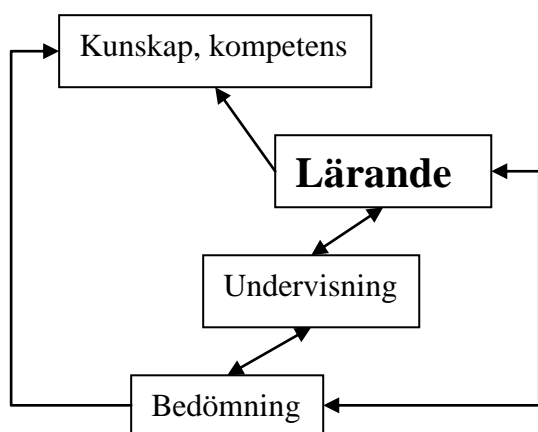 Kunskap, kompetens
Lärande
Undervisning
Bedömning